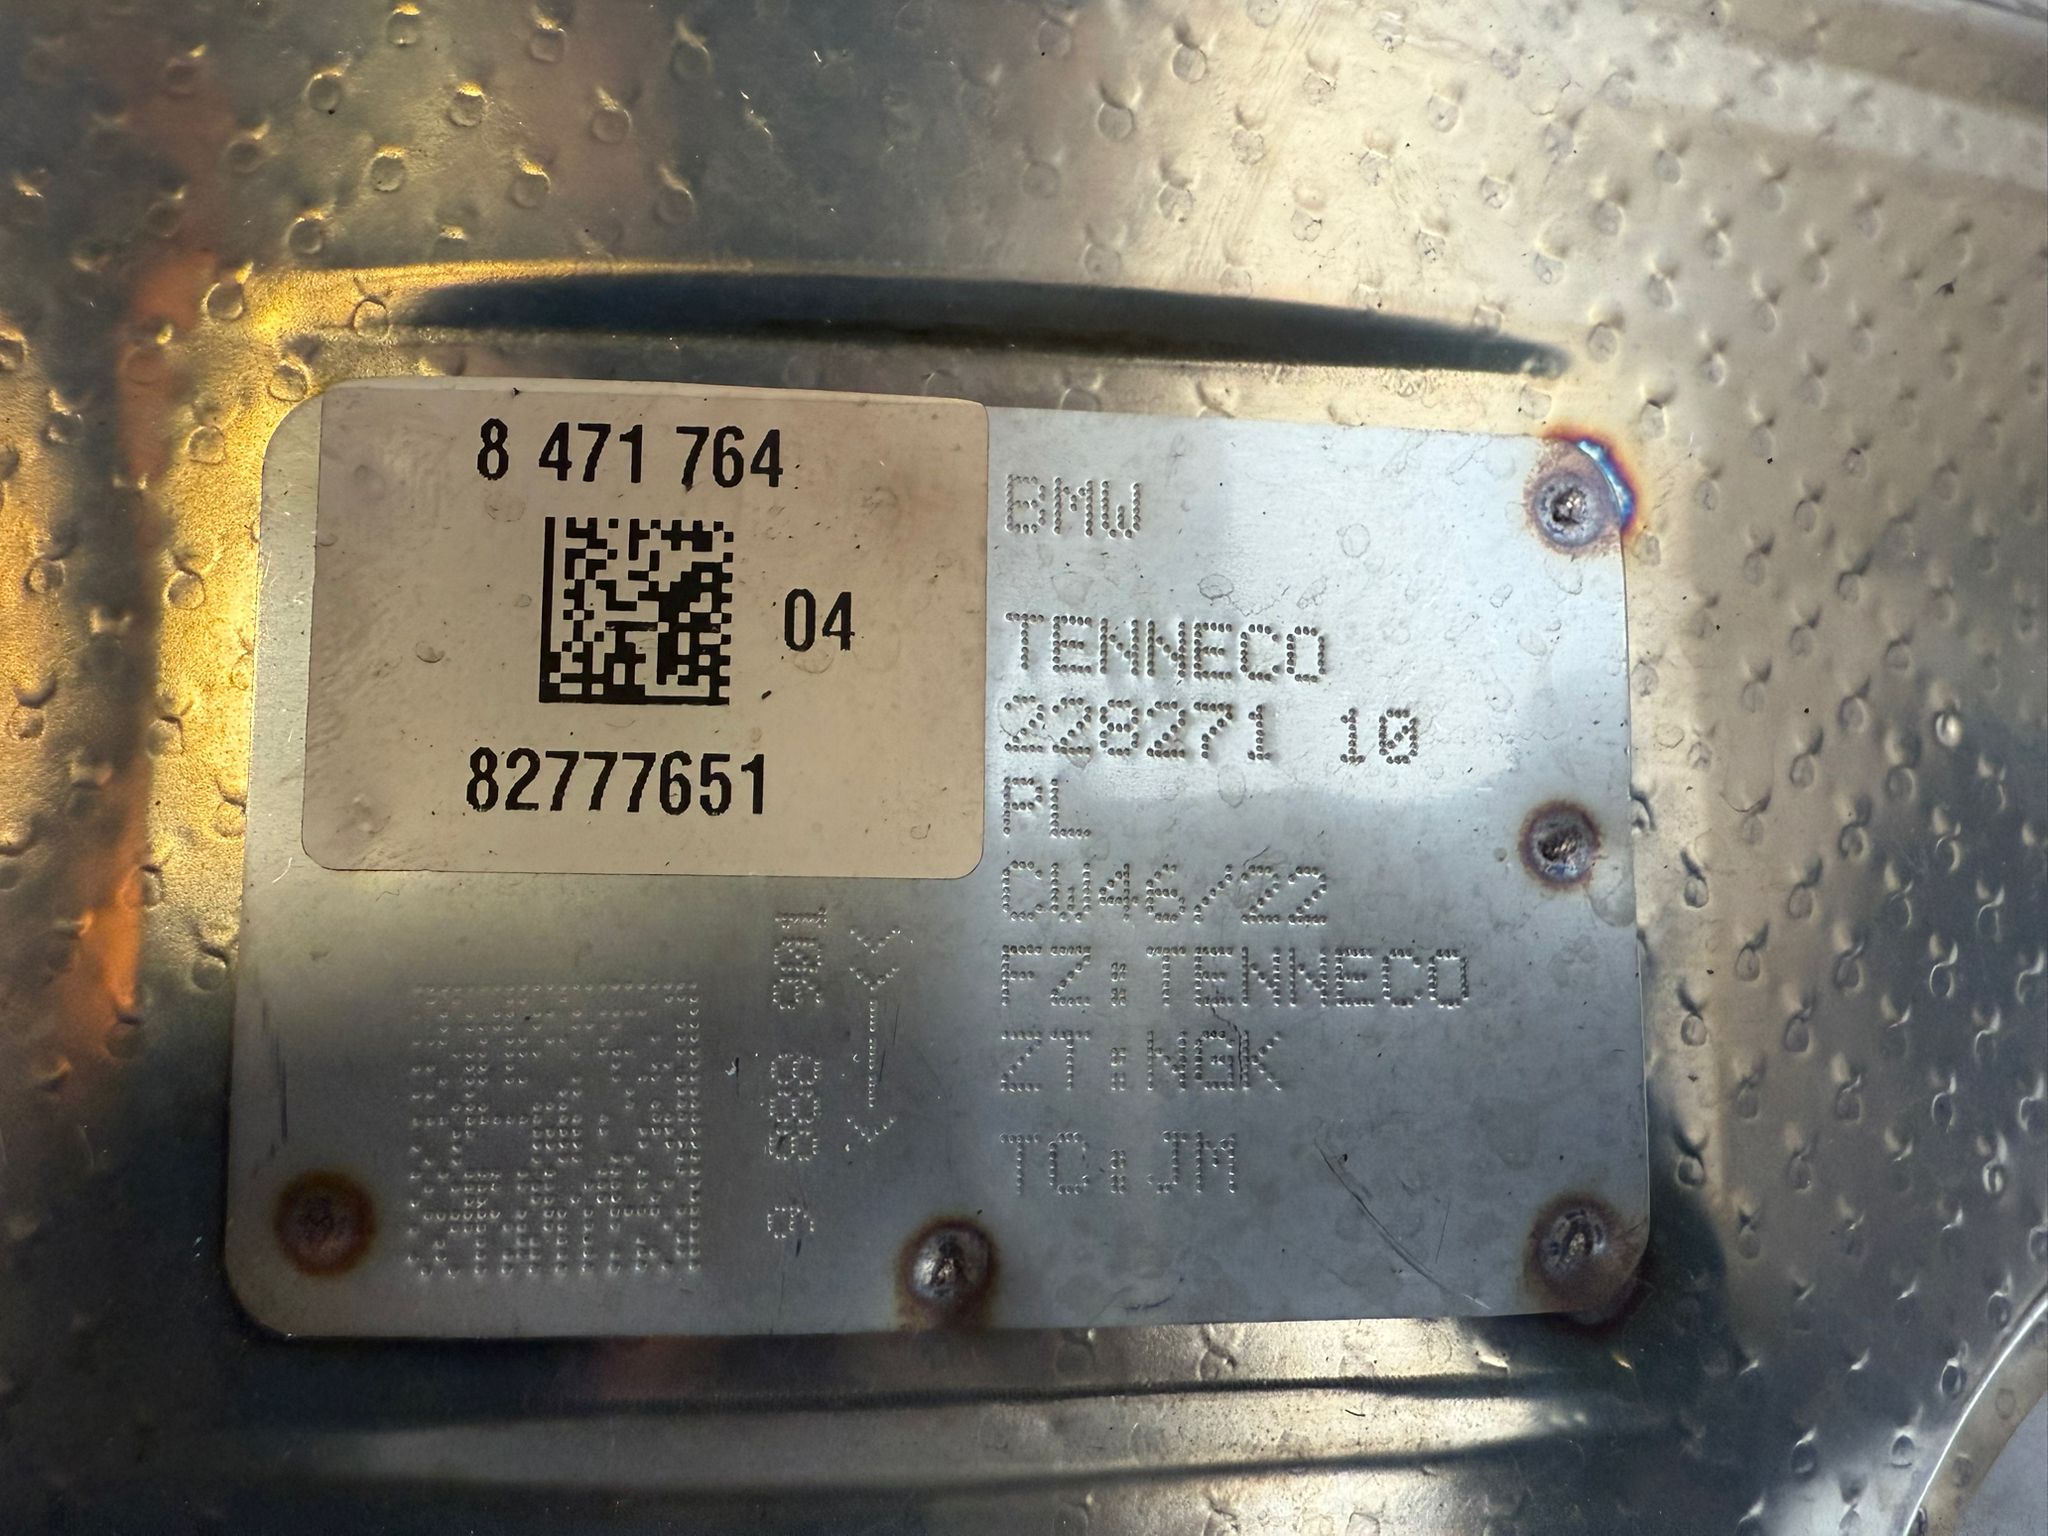 8 471 764
04
82777651
BMW
TENNECO
228271 10
PL
CW46/22
FZ:TENNECO
ZT:NGK
TC:JM